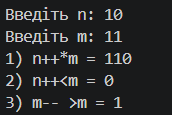 Введіть n: 10
Введіть m: 11
1) n++*m = 110
2) n++<m = 0
3) m-- >m = 1